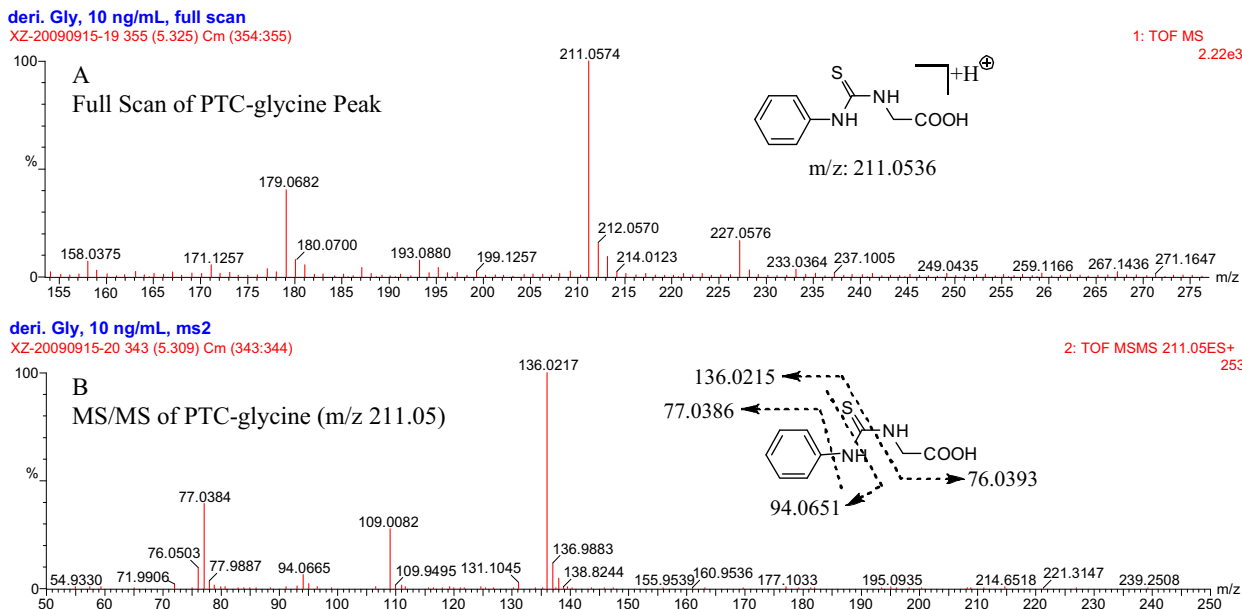 deri. Gly, 10 ng/mL, full scan
XZ-20090915-19 355 (5.325) Cm (354:355)
1: TOF MS
2.22e3
A
Full Scan of PTC-glycine Peak
211.0574
179.0682
158.0375
171.1257
180.0700
193.0880
199.1257
212.0570
214.0123
227.0576
233.0364
237.1005
249.0435
259.1166
267.1436
271.1647
S
NH
NH
COOH
+H⊕
m/z: 211.0536
100
%
0
155 160 165 170 175 180 185 190 195 200 205 210 215 220 225 230 235 240 245 250 255 26 265 270 275 m/z
deri. Gly, 10 ng/mL, ms2
XZ-20090915-20 343 (5.309) Cm (343:344)
2: TOF MSMS 211.05ES+
253
B
MS/MS of PTC-glycine (m/z 211.05)
136.0217
54.9330
71.9906
76.0503
77.0384
77.9887
94.0665
109.0082
109.9495
131.1045
136.9883
138.8244
155.9539
160.9536
177.1033
195.0935
214.6518
221.3147
239.2508
136.0215
77.0386
S
NH
NH
COOH
76.0393
94.0651
100
%
0
50 60 70 80 90 100 110 120 130 140 150 160 170 180 190 200 210 220 230 240 250 m/z